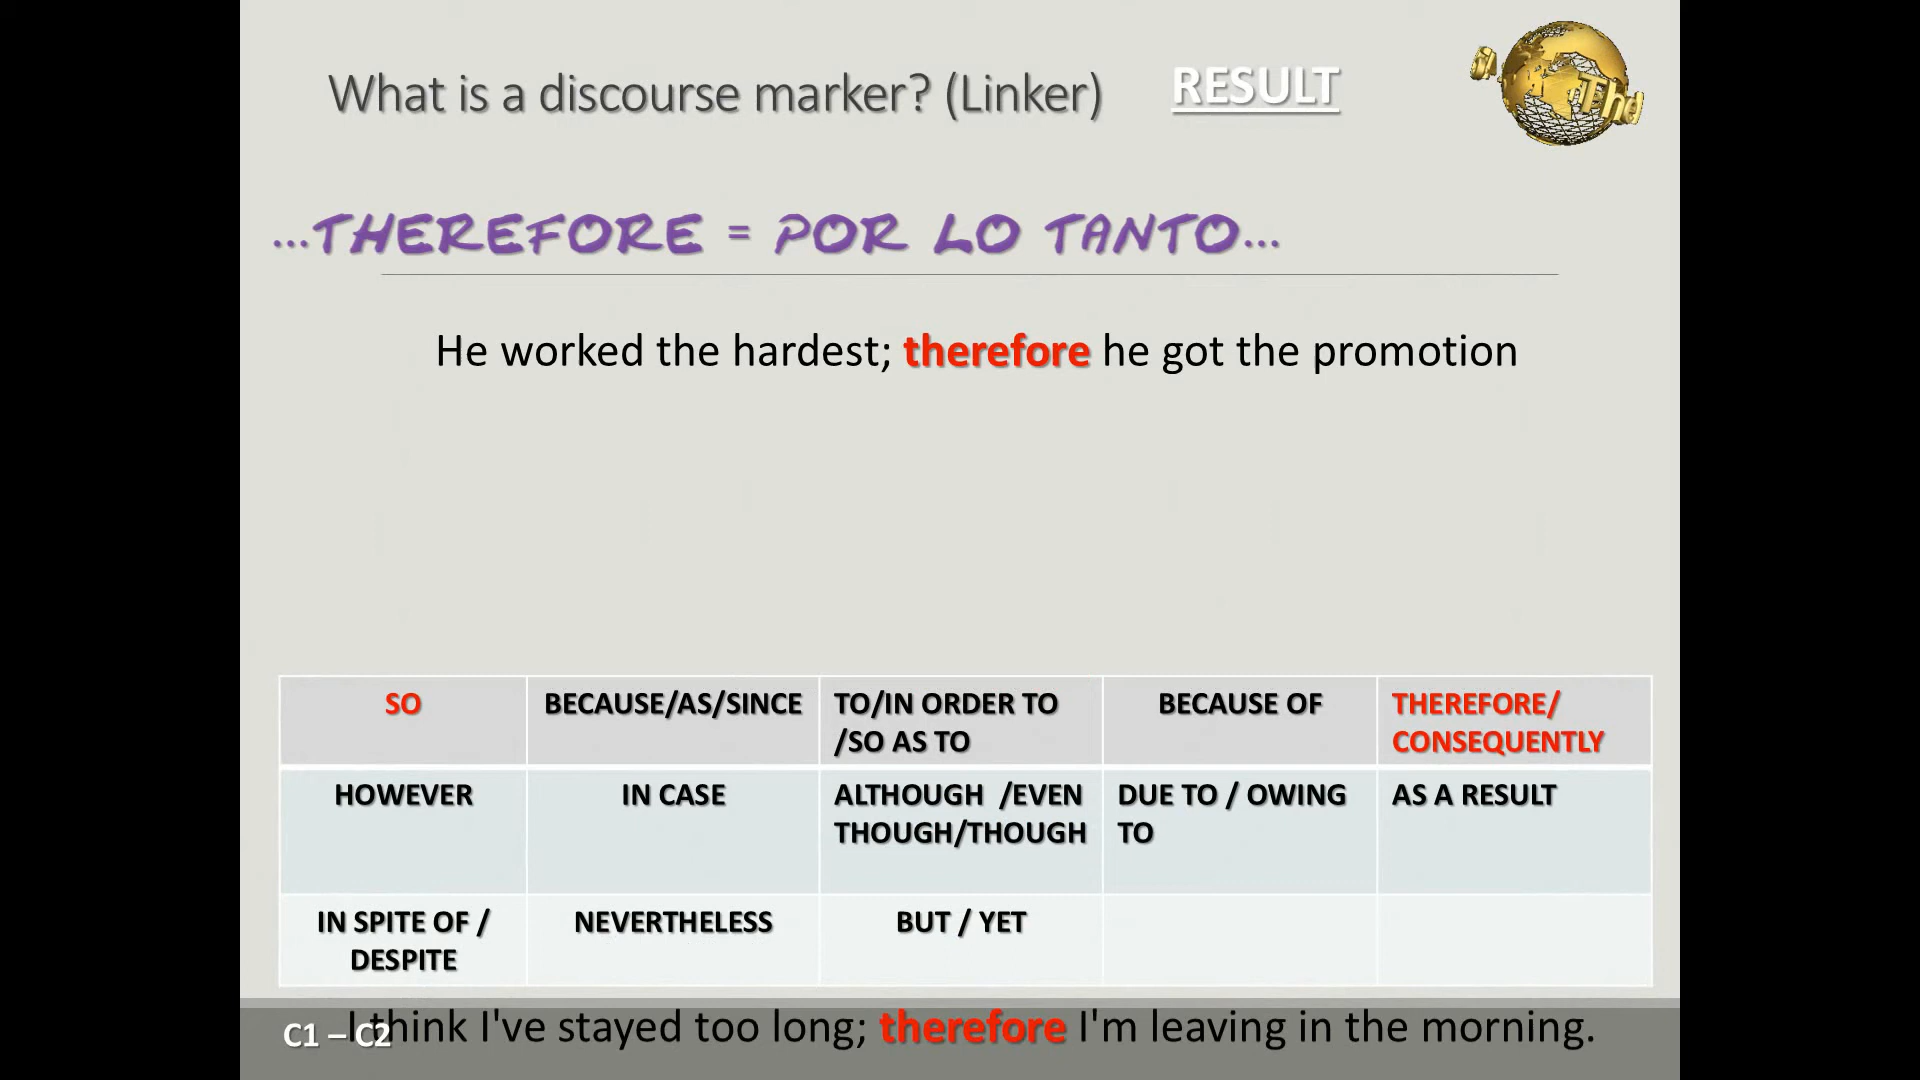 What is a discourse marker? (Linker)
RESULT
The
...THEREFORE = POR LO TANTO...
He worked the hardest; therefore he got the promotion
SO
BECAUSE/AS/SINCE
TO/IN ORDER TO
/SO AS TO
BECAUSE OF
THEREFORE/
CONSEQUENTLY
HOWEVER
IN CASE
ALTHOUGH /EVEN
THOUGH/THOUGH
DUE TO / OWING
TO
AS A RESULT
IN SPITE OF /
DESPITE
NEVERTHELESS
BUT / YET
C1 – C2
I think I've stayed too long; therefore I'm leaving in the morning.